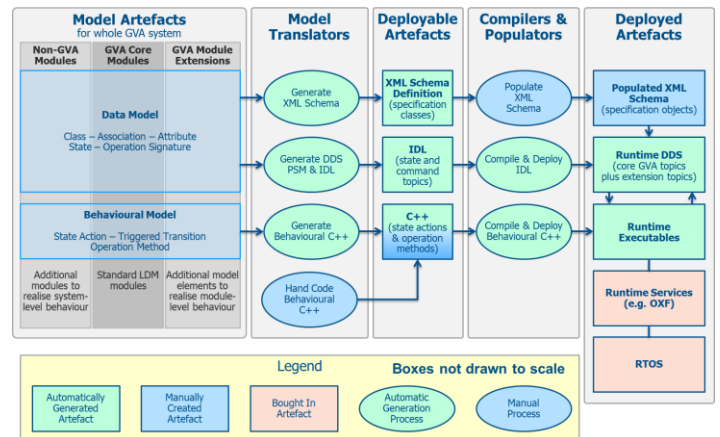 Model Artefacts
for whole GVA system
Non-GVA
Modules
GVA Core
Modules
GVA Module
Extensions
Data Model
Class – Association – Attribute
State – Operation Signature
Behavioural Model
State Action – Triggered Transition
Operation Method
Additional
modules to
realise system-
level behaviour
Standard LDM
modules
Additional model
elements to
realise module-
level behaviour
Model
Translators
Generate
XML Schema
Generate DDS
PSM & IDL
Generate
Behavioural C++
Hand Code
Behavioural
C++
Deployable
Artefacts
XML Schema
Definition
(specification
classes)
IDL
(state and
command
topics)
C++
(state actions
& operation
methods)
Compilers &
Populators
Populate
XML
Schema
Compile & Deploy
IDL
Compile & Deploy
Behavioural C++
Deployed
Artefacts
Populated XML
Schema
(specification objects)
Runtime DDS
(core GVA topics
plus extension topics)
Runtime
Executables
Runtime Services
(e.g. OXF)
RTOS
Legend
Boxes not drawn to scale
Automatically
Generated
Artefact
Manually
Created
Artefact
Bought In
Artefact
Automatic
Generation
Process
Manual
Process